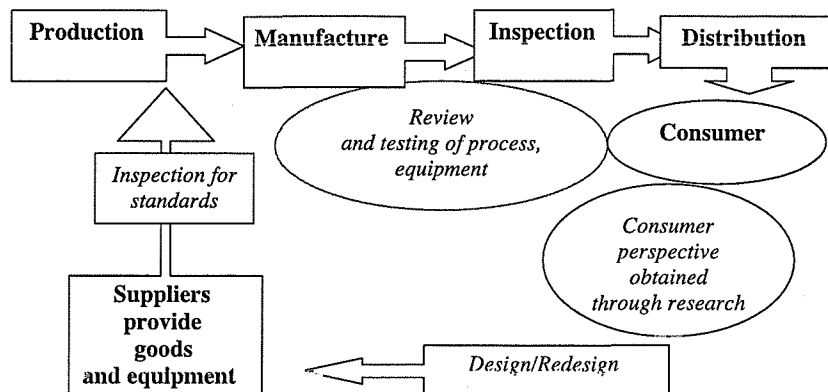 Production
Manufacture
Inspection
Distribution
Review
and testing of process,
equipment
Consumer
Inspection for
standards
Consumer
perspective
obtained
through research
Suppliers
provide
goods
and equipment
Design/Redesign